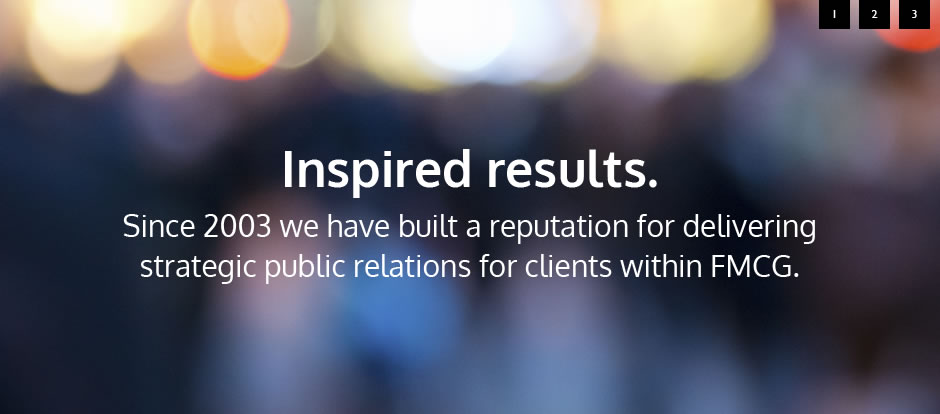 1 2 3
Inspired results.
Since 2003 we have built a reputation for delivering
strategic public relations for clients within FMCG.